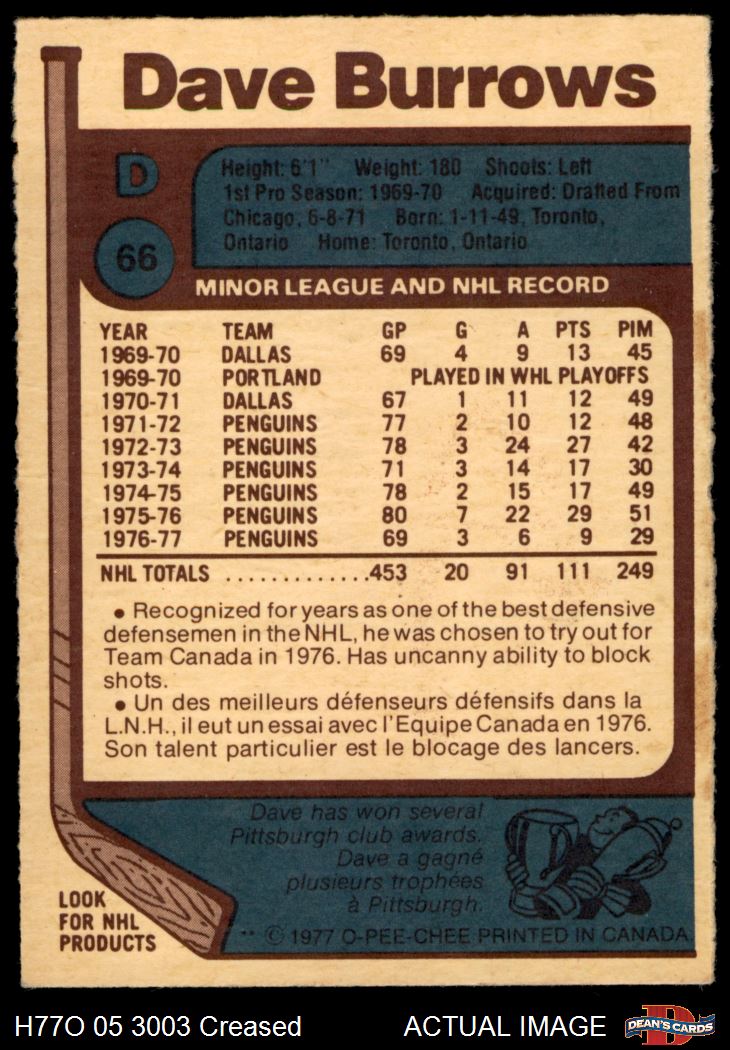 Dave Burrows
D
66
Height: 6'1" Weight: 180 Shoots: Left
1st Pro Season: 1969-70 Acquired: Drafted From
Chicago, 6-8-71 Born: 1-11-49, Toronto,
Ontario Home: Toronto, Ontario
MINOR LEAGUE AND NHL RECORD
YEAR TEAM GP G A PTS PIM
1969-70 DALLAS 69 4 9 13 45
1969-70 PORTLAND PLAYED IN WHL PLAYOFFS
1970-71 DALLAS 67 1 11 12 49
1971-72 PENGUINS 77 2 10 12 48
1972-73 PENGUINS 78 3 24 27 42
1973-74 PENGUINS 71 3 14 17 30
1974-75 PENGUINS 78 2 15 17 49
1975-76 PENGUINS 80 7 22 29 51
1976-77 PENGUINS 69 3 6 9 29
NHL TOTALS .............453 20 91 111 249
• Recognized for years as one of the best defensive
defensemen in the NHL, he was chosen to try out for
Team Canada in 1976. Has uncanny ability to block
shots.
• Un des meilleurs défenseurs défensifs dans la
L.N.H., il eut un essai avec l'Equipe Canada en 1976.
Son talent particulier est le blocage des lancers.
Dave has won several
Pittsburgh club awards.
Dave a gagné
plusieurs trophées
à Pittsburgh.
LOOK
FOR NHL
PRODUCTS
** © 1977 O-PEE-CHEE PRINTED IN CANADA
H77O 05 3003 Creased ACTUAL IMAGE
DEAN'S CARDS